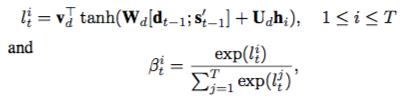 l_t^i = v_d^⊤ tanh(W_d[d_{t−1}; s′_{t−1}] + U_d h_i), 1 ≤ i ≤ T
and
β_t^i = exp(l_t^i) / ∑_{j=1}^T exp(l_t^j) ,